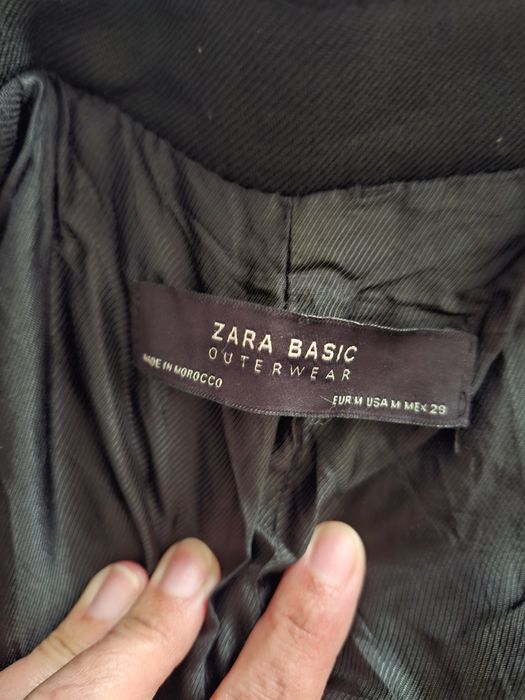 ZARA BASIC
OUTERWEAR
MADE IN MOROCCO
EUR M USA M MEX 28